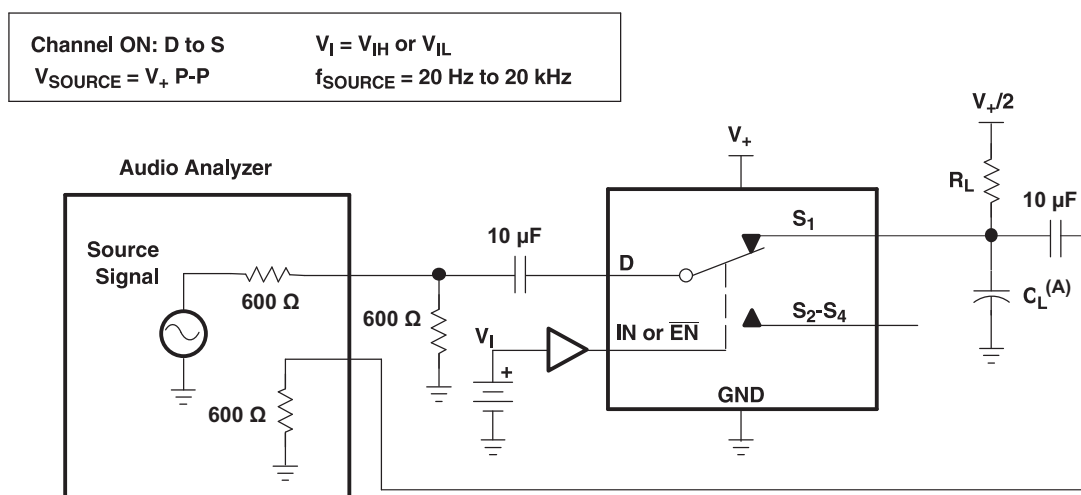 Channel ON: D to S
V_I = V_IH or V_IL
V_SOURCE = V_+ P-P
f_SOURCE = 20 Hz to 20 kHz
V_+/2
V_+
Audio Analyzer
R_L
10 µF
S_1
Source
Signal
10 µF
D
600 Ω
C_L^(A)
600 Ω
S_2-S_4
V_I
IN or E̅N̅
+
GND
600 Ω